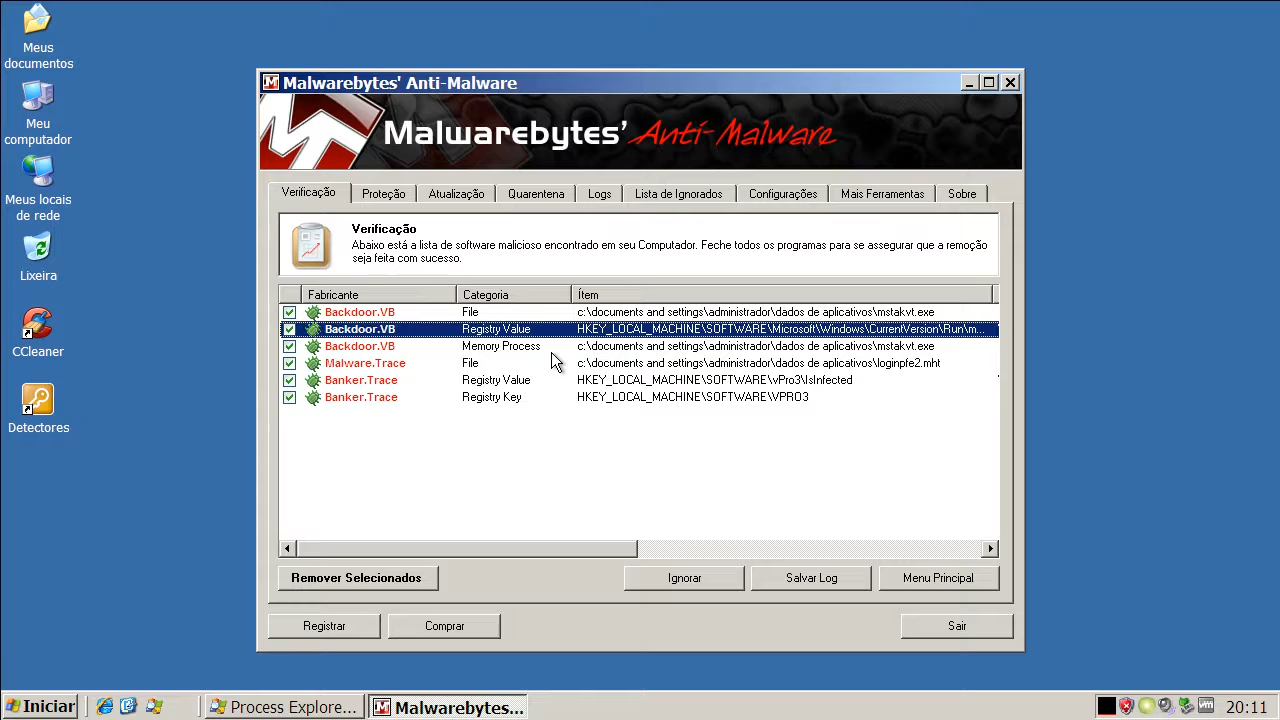 Meus
documentos
Meu
computador
Meus locais
de rede
Lixeira
CCleaner
Detectores
Malwarebytes' Anti-Malware
Malwarebytes' Anti-Malware
Verificação Proteção Atualização Quarentena Logs Lista de Ignorados Configurações Mais Ferramentas Sobre
Verificação
Abaixo está a lista de software malicioso encontrado em seu Computador. Feche todos os programas para se assegurar que a remoção
seja feita com sucesso.
Fabricante Categoria Ítem
Backdoor.VB File c:\documents and settings\administrador\dados de aplicativos\mstakvt.exe
Backdoor.VB Registry Value HKEY_LOCAL_MACHINE\SOFTWARE\Microsoft\Windows\CurrentVersion\Run\m...
Backdoor.VB Memory Process c:\documents and settings\administrador\dados de aplicativos\mstakvt.exe
Malware.Trace File c:\documents and settings\administrador\dados de aplicativos\loginpfe2.mht
Banker.Trace Registry Value HKEY_LOCAL_MACHINE\SOFTWARE\vPro3\IsInfected
Banker.Trace Registry Key HKEY_LOCAL_MACHINE\SOFTWARE\VPRO3
Remover Selecionados Ignorar Salvar Log Menu Principal
Registrar Comprar Sair
Iniciar Process Explore... Malwarebytes... 20:11